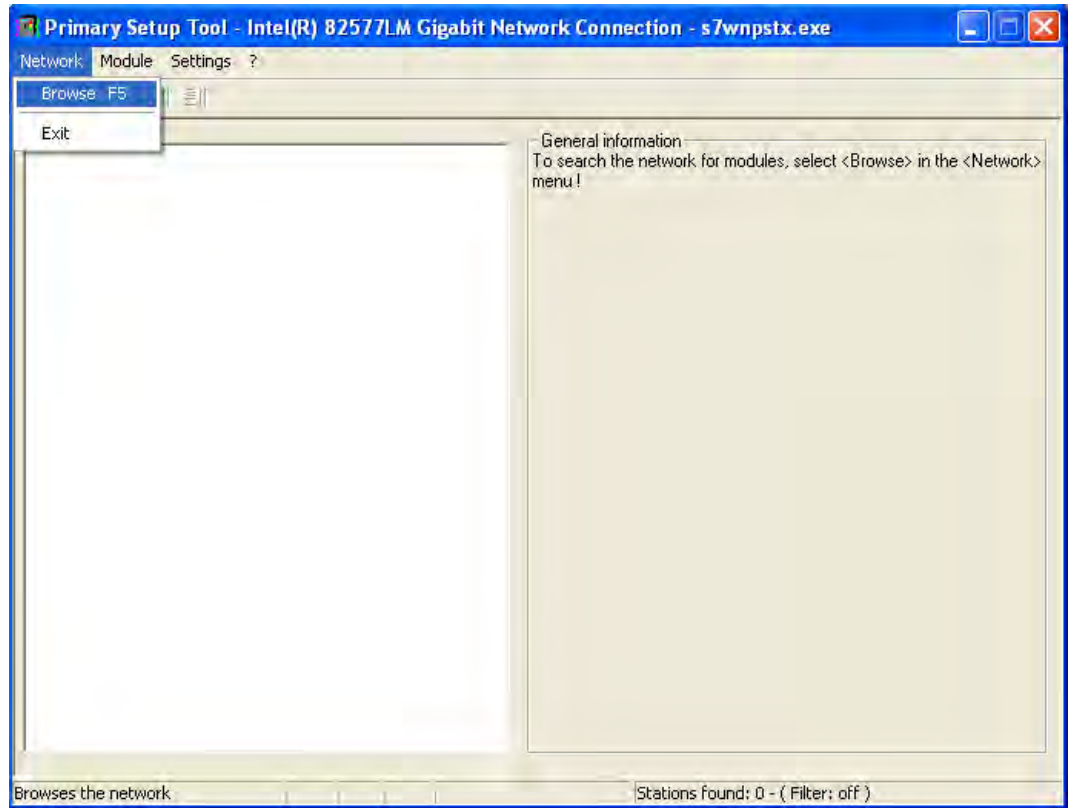 Primary Setup Tool - Intel(R) 82577LM Gigabit Network Connection - s7wnpstx.exe
Network Module Settings ?
Browse F5
Exit
General information
To search the network for modules, select <Browse> in the <Network>
menu !
Browses the network
Stations found: 0 - ( Filter: off )